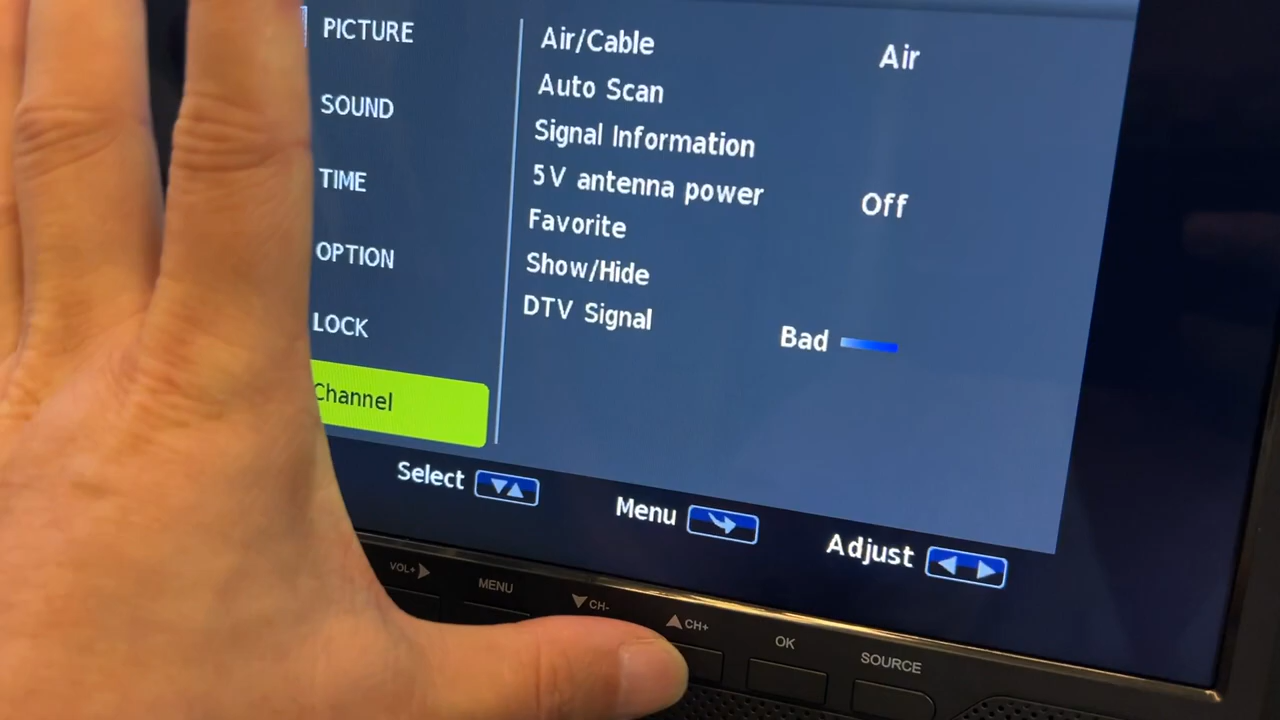 PICTURE
SOUND
TIME
OPTION
LOCK
Channel
Air/Cable Air
Auto Scan
Signal Information
5V antenna power Off
Favorite
Show/Hide
DTV Signal Bad
Select Menu Adjust
VOL+ MENU CH- CH+ OK SOURCE